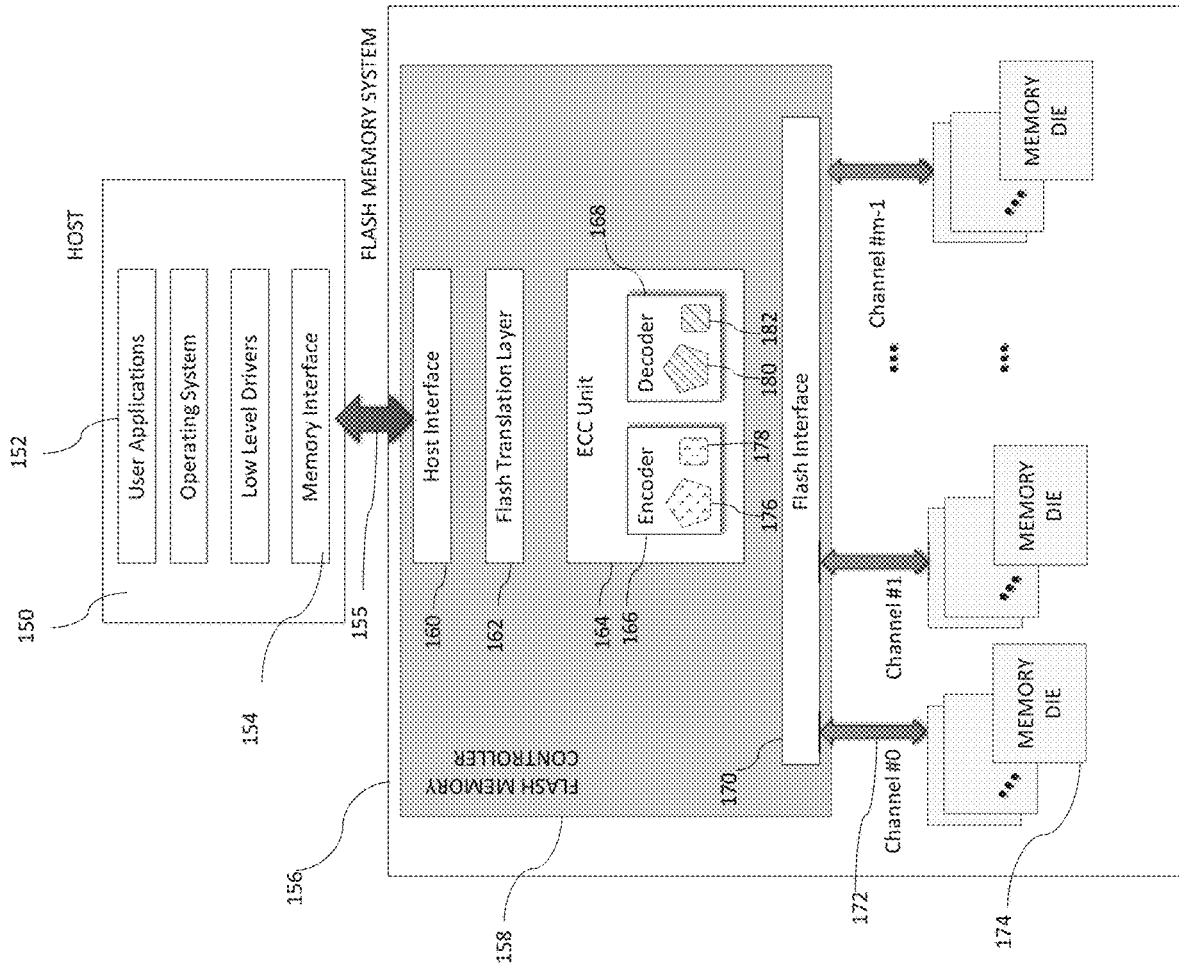 HOST
152
User Applications
Operating System
Low Level Drivers
Memory Interface
150
154
155
FLASH MEMORY SYSTEM
156
FLASH MEMORY
CONTROLLER
158
Host Interface
160
Flash Translation Layer
162
ECC Unit
164
Encoder
166
176
178
Decoder
168
180
182
Flash Interface
170
Channel #0
172
Channel #1
•••
Channel #m-1
•••
MEMORY
DIE
•••
174
•••
MEMORY
DIE
•••
•••
MEMORY
DIE